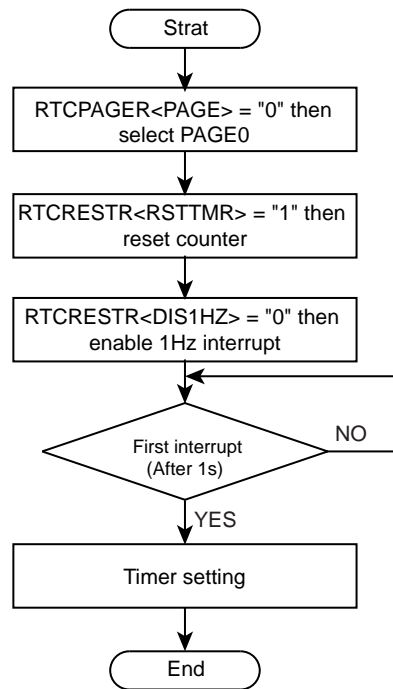 Strat
RTCPAGER<PAGE> = "0" then
select PAGE0
RTCRESTR<RSTTMR> = "1" then
reset counter
RTCRESTR<DIS1HZ> = "0" then
enable 1Hz interrupt
First interrupt
(After 1s)
NO
YES
Timer setting
End